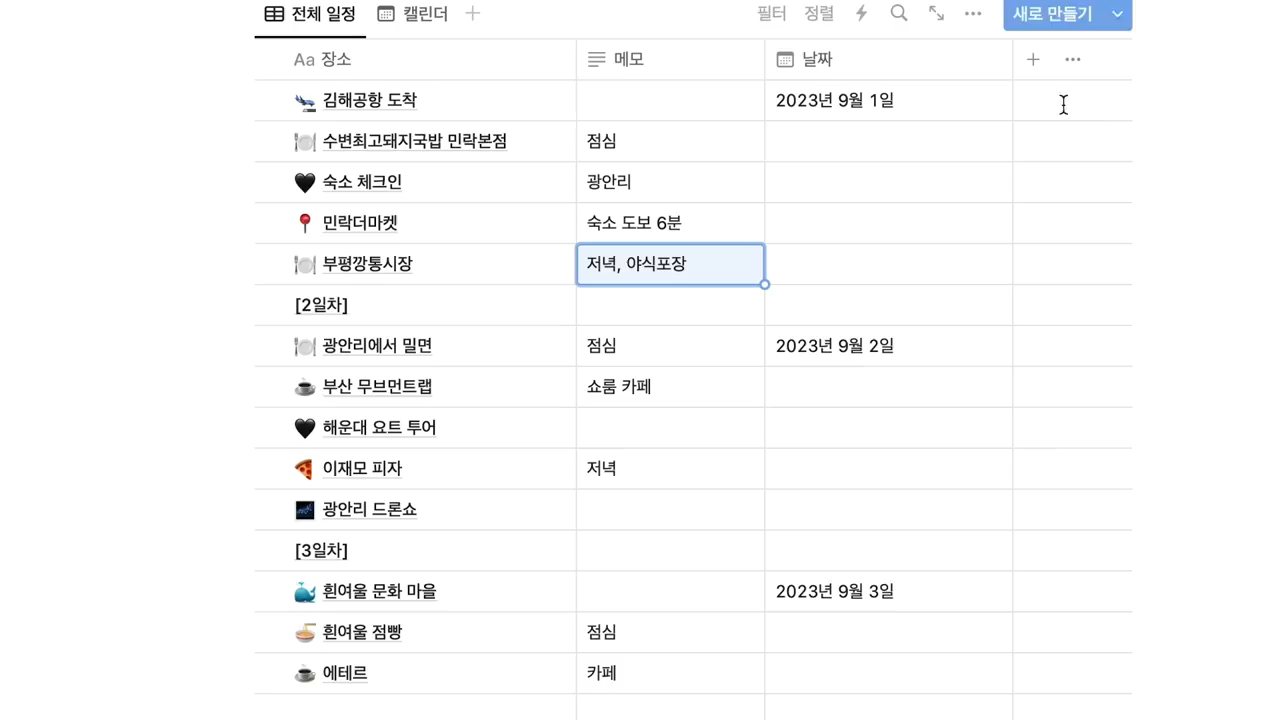 전체 일정 캘린더 필터 정렬 새로 만들기
Aa 장소 메모 날짜
김해공항 도착 2023년 9월 1일
수변최고돼지국밥 민락본점 점심
숙소 체크인 광안리
민락더마켓 숙소 도보 6분
부평깡통시장 저녁, 야식포장
[2일차]
광안리에서 밀면 점심 2023년 9월 2일
부산 무브먼트랩 쇼룸 카페
해운대 요트 투어
이재모 피자 저녁
광안리 드론쇼
[3일차]
흰여울 문화 마을 2023년 9월 3일
흰여울 점빵 점심
에테르 카페